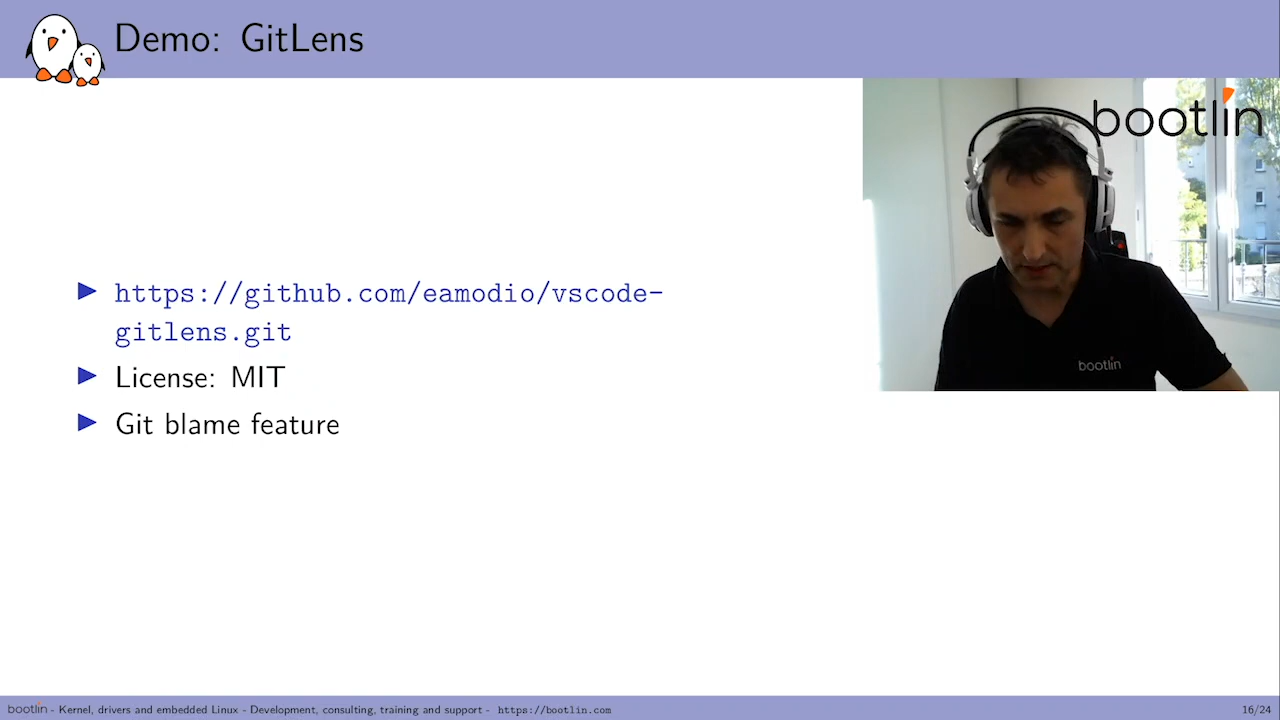 Demo: GitLens
bootlin
https://github.com/eamodio/vscode-
gitlens.git
License: MIT
Git blame feature
bootlin
bootlin - Kernel, drivers and embedded Linux - Development, consulting, training and support - https://bootlin.com
16/24